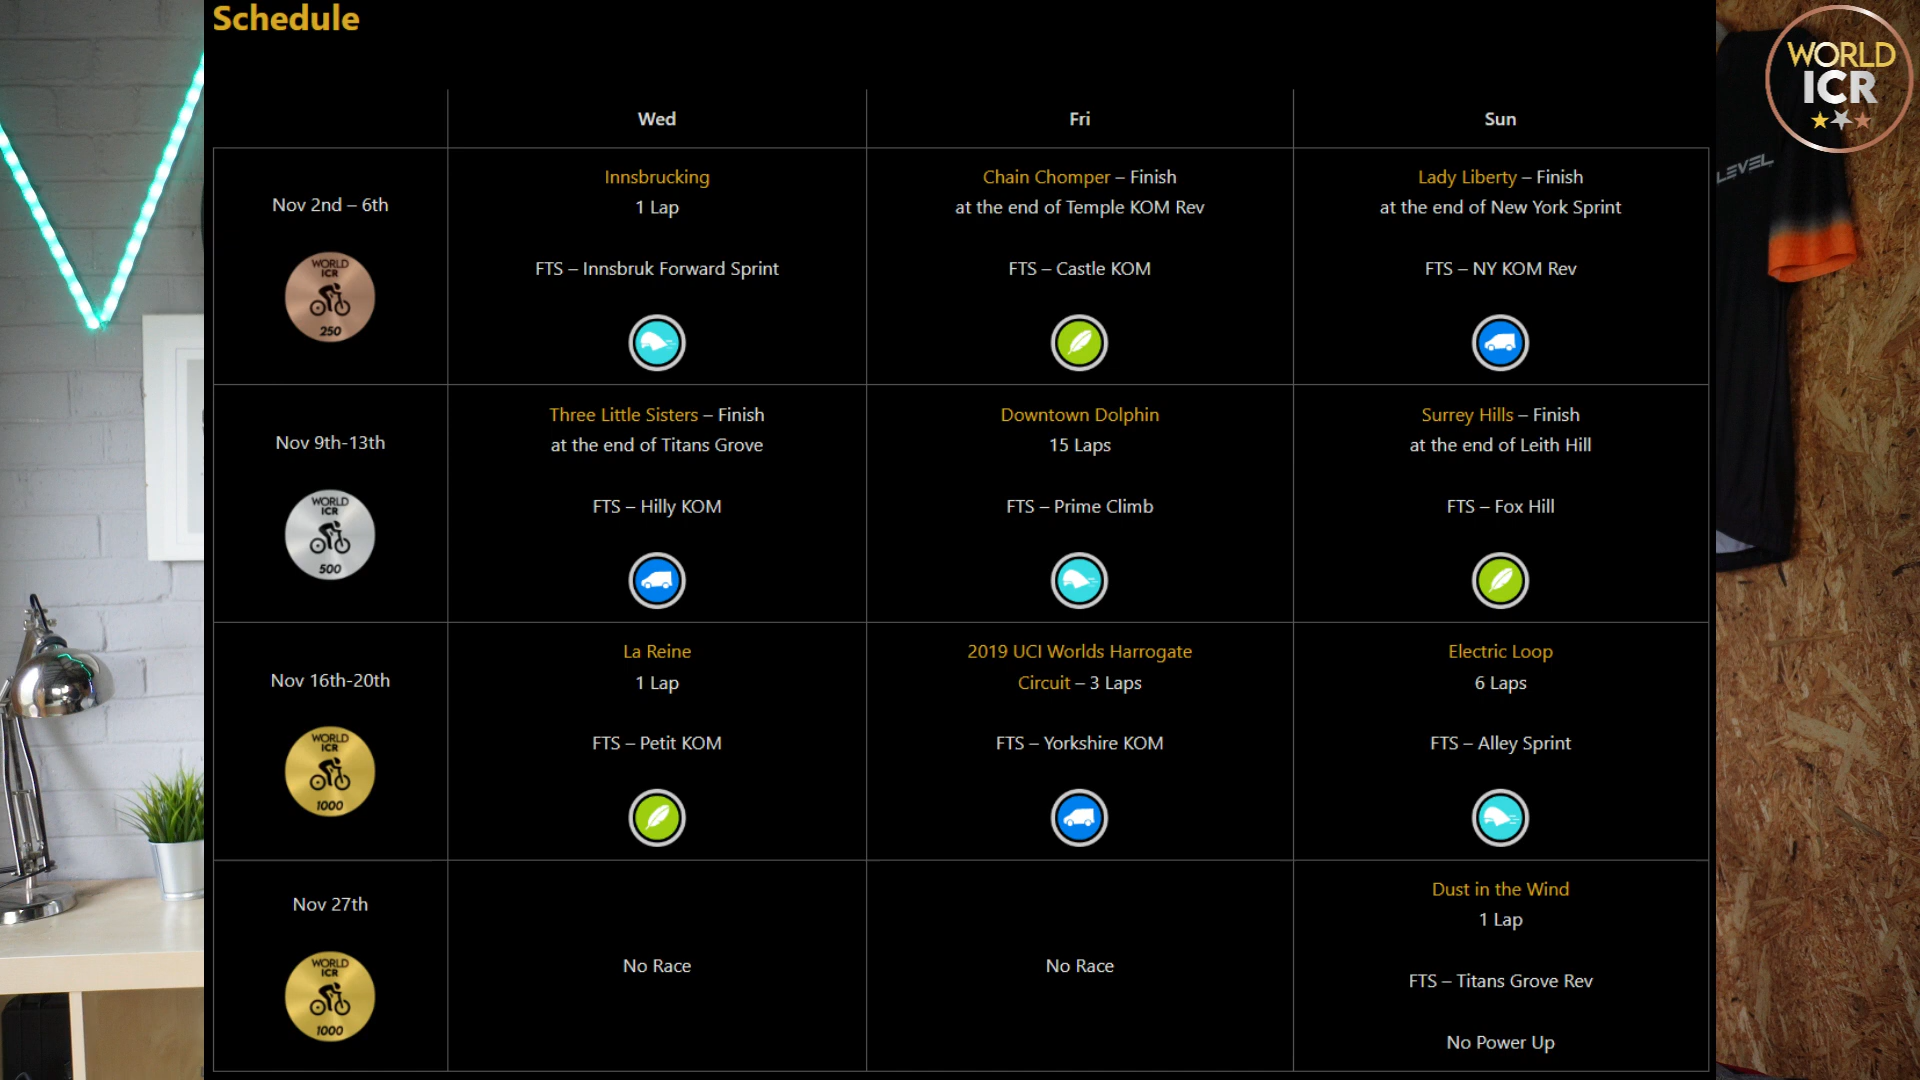 Schedule
WORLD
ICR
LEVEL
Wed
Fri
Sun
Nov 2nd – 6th
WORLD
ICR
250
Innsbrucking
1 Lap
FTS – Innsbruk Forward Sprint
Chain Chomper – Finish
at the end of Temple KOM Rev
FTS – Castle KOM
Lady Liberty – Finish
at the end of New York Sprint
FTS – NY KOM Rev
Nov 9th-13th
WORLD
ICR
500
Three Little Sisters – Finish
at the end of Titans Grove
FTS – Hilly KOM
Downtown Dolphin
15 Laps
FTS – Prime Climb
Surrey Hills – Finish
at the end of Leith Hill
FTS – Fox Hill
Nov 16th-20th
WORLD
ICR
1000
La Reine
1 Lap
FTS – Petit KOM
2019 UCI Worlds Harrogate
Circuit – 3 Laps
FTS – Yorkshire KOM
Electric Loop
6 Laps
FTS – Alley Sprint
Nov 27th
WORLD
ICR
1000
No Race
No Race
Dust in the Wind
1 Lap
FTS – Titans Grove Rev
No Power Up